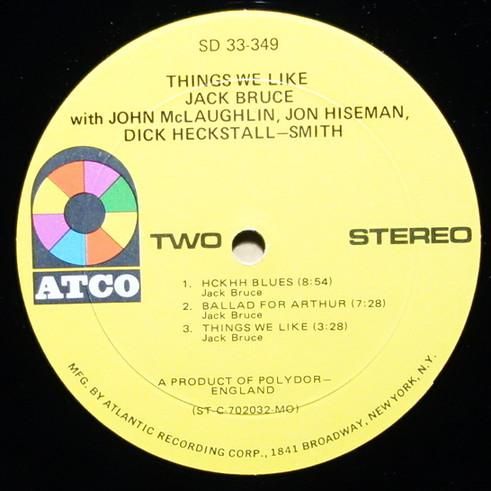 SD 33-349
THINGS WE LIKE
JACK BRUCE
with JOHN McLAUGHLIN, JON HISEMAN,
DICK HECKSTALL–SMITH
ATCO
TWO
STEREO
1. HCKHH BLUES (8:54)
Jack Bruce
2. BALLAD FOR ARTHUR (7:28)
Jack Bruce
3. THINGS WE LIKE (3:28)
Jack Bruce
A PRODUCT OF POLYDOR–
ENGLAND
(ST-C 702032-MO)
MFG. BY ATLANTIC RECORDING CORP., 1841 BROADWAY, NEW YORK, N.Y.